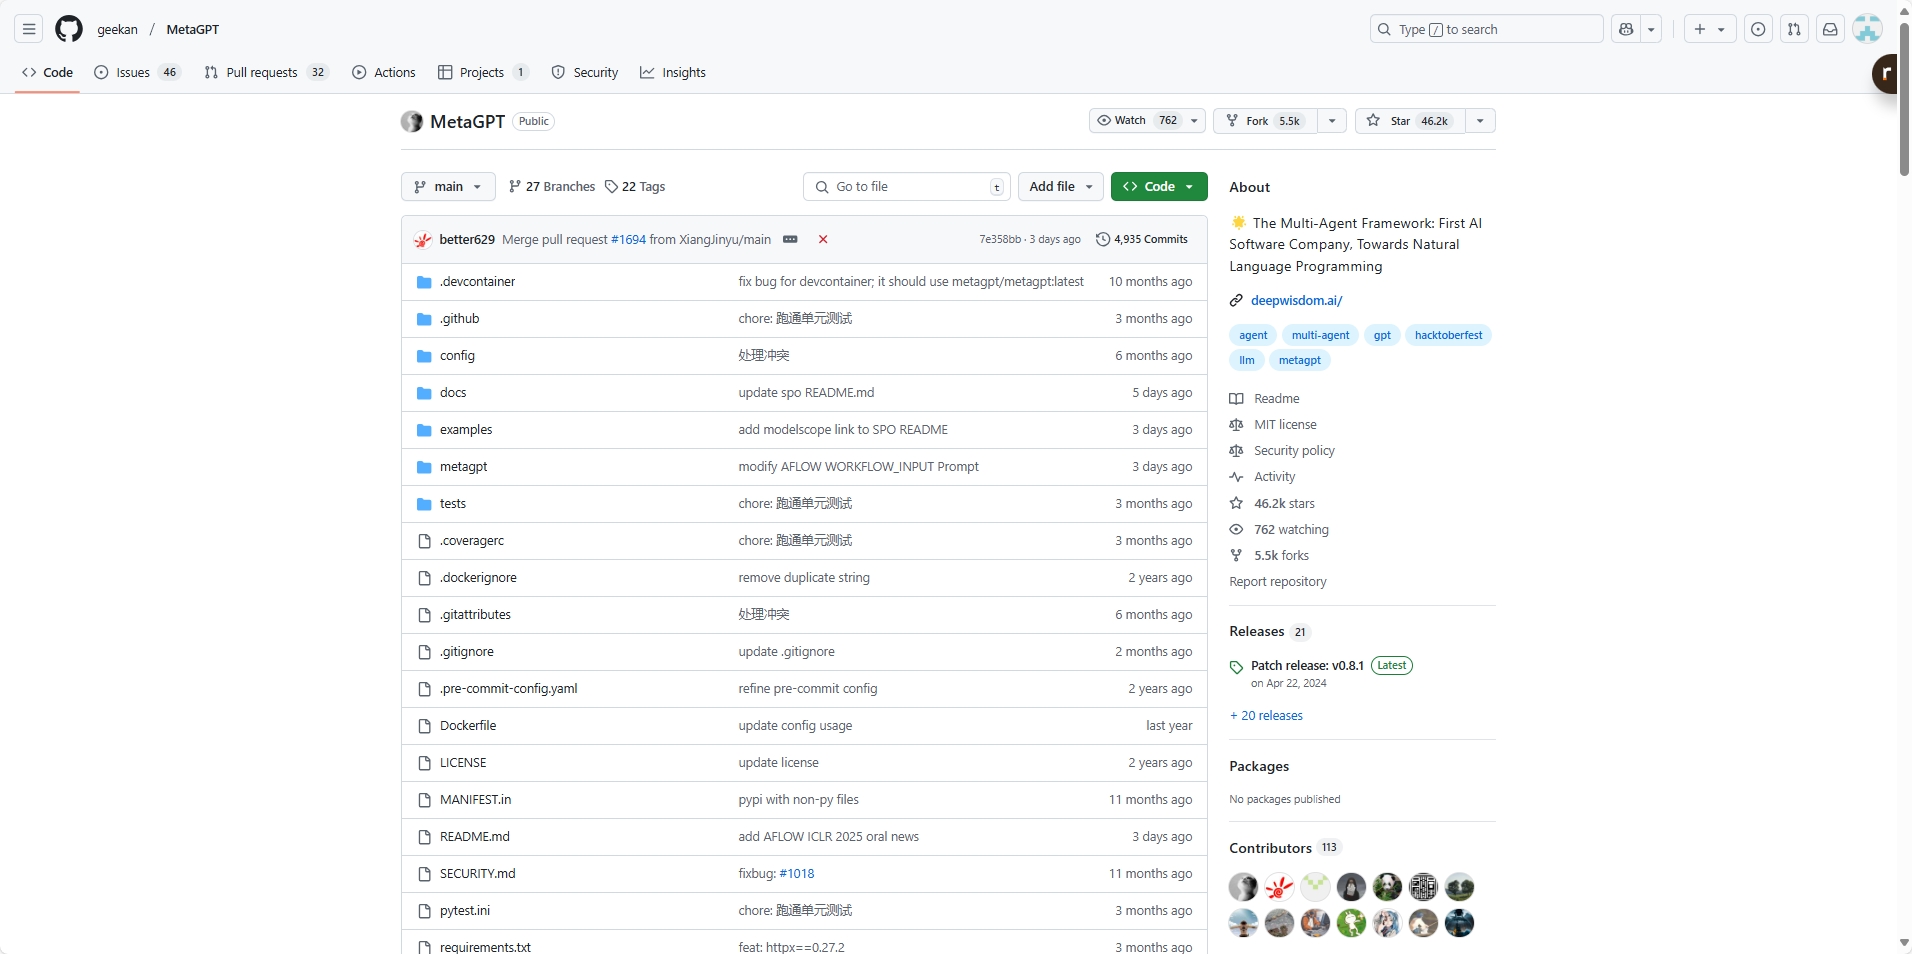 geekan / MetaGPT
Type / to search
Code Issues 46 Pull requests 32 Actions Projects 1 Security Insights
r
MetaGPT Public
Watch 762 Fork 5.5k Star 46.2k
main 27 Branches 22 Tags Go to file t Add file Code
better629 Merge pull request #1694 from XiangJinyu/main 7e358bb · 3 days ago 4,935 Commits
.devcontainer fix bug for devcontainer; it should use metagpt/metagpt:latest 10 months ago
.github chore: 跑通单元测试 3 months ago
config 处理冲突 6 months ago
docs update spo README.md 5 days ago
examples add modelscope link to SPO README 3 days ago
metagpt modify AFLOW WORKFLOW_INPUT Prompt 3 days ago
tests chore: 跑通单元测试 3 months ago
.coveragerc chore: 跑通单元测试 3 months ago
.dockerignore remove duplicate string 2 years ago
.gitattributes 处理冲突 6 months ago
.gitignore update .gitignore 2 months ago
.pre-commit-config.yaml refine pre-commit config 2 years ago
Dockerfile update config usage last year
LICENSE update license 2 years ago
MANIFEST.in pypi with non-py files 11 months ago
README.md add AFLOW ICLR 2025 oral news 3 days ago
SECURITY.md fixbug: #1018 11 months ago
pytest.ini chore: 跑通单元测试 3 months ago
requirements.txt feat: httpx==0.27.2 3 months ago
About
The Multi-Agent Framework: First AI
Software Company, Towards Natural
Language Programming
deepwisdom.ai/
agent multi-agent gpt hacktoberfest
llm metagpt
Readme
MIT license
Security policy
Activity
46.2k stars
762 watching
5.5k forks
Report repository
Releases 21
Patch release: v0.8.1 Latest
on Apr 22, 2024
+ 20 releases
Packages
No packages published
Contributors 113